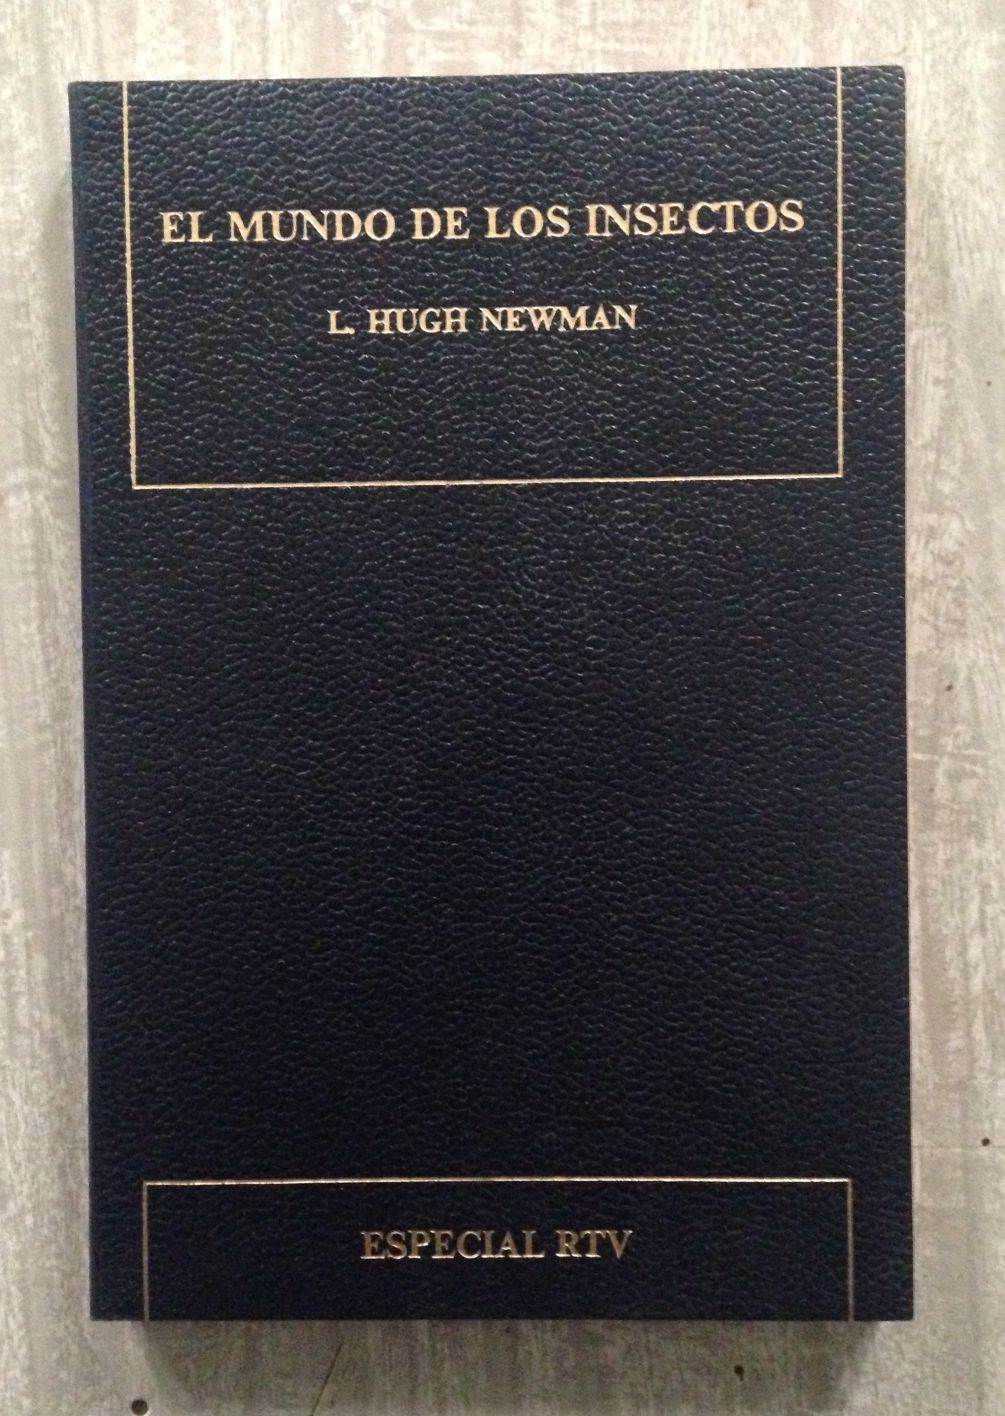 EL MUNDO DE LOS INSECTOS
L. HUGH NEWMAN
ESPECIAL RTV